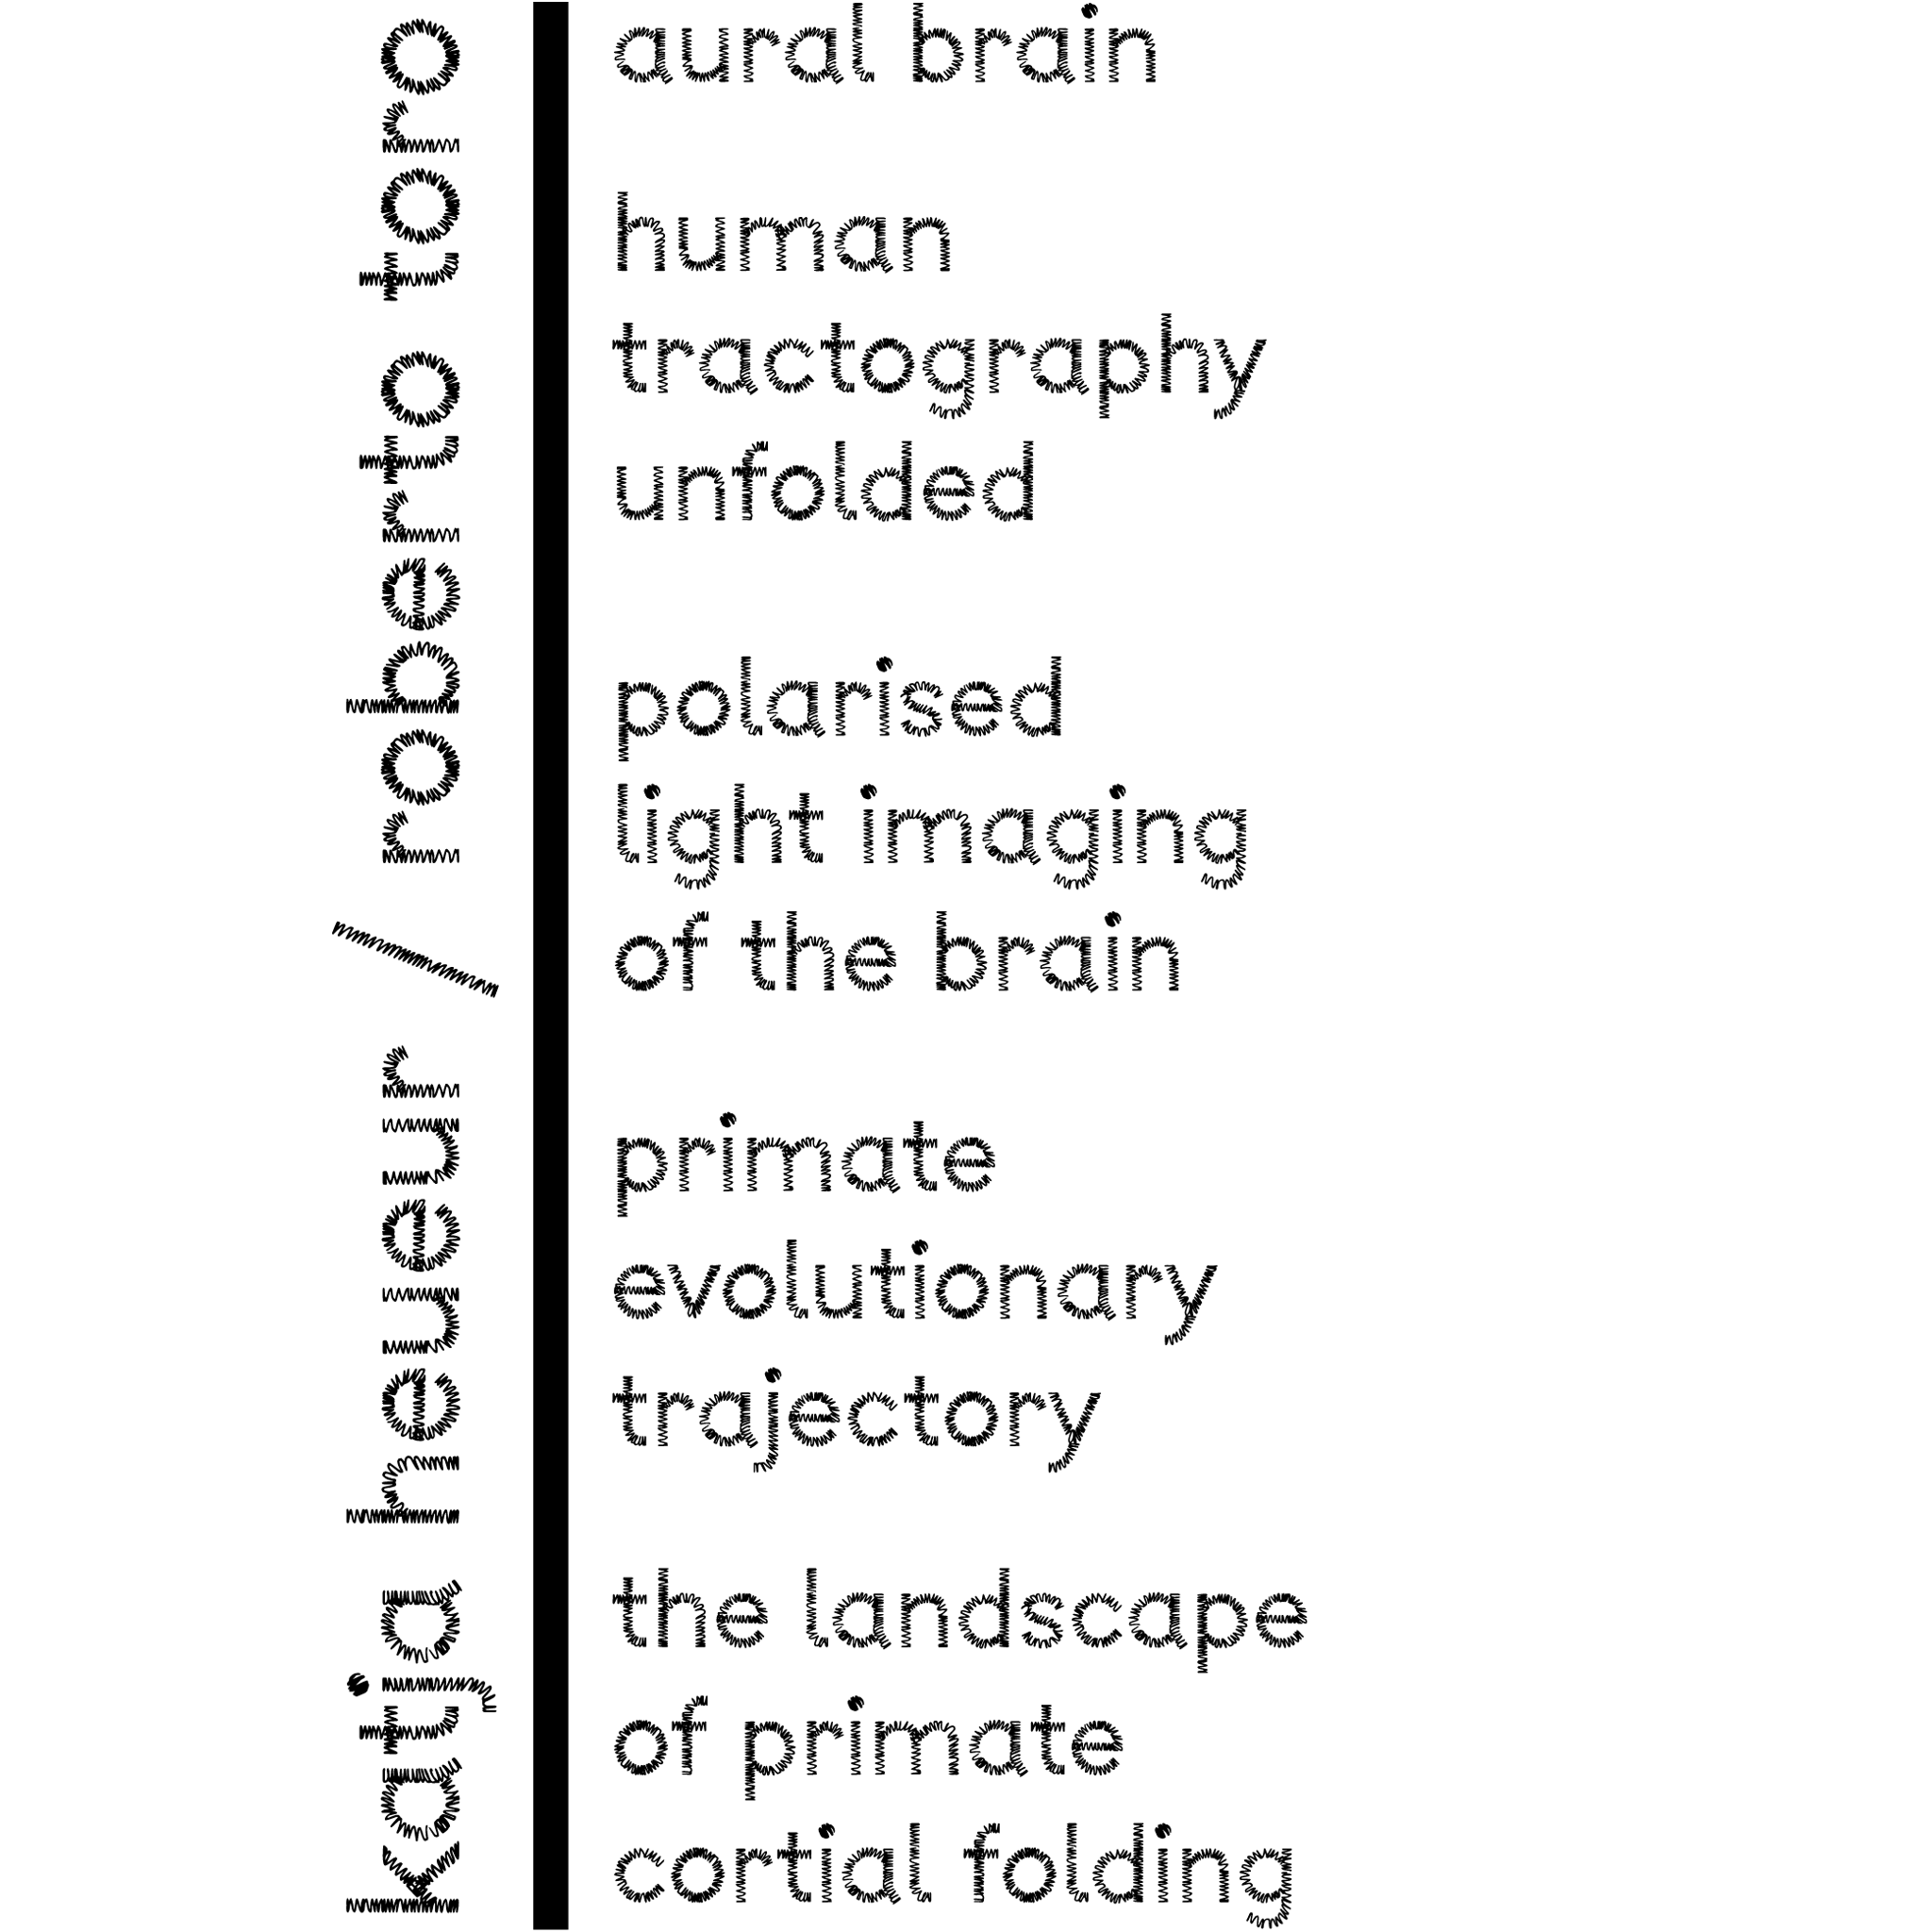 katja heuer / roberto toro
aural brain
human
tractography
unfolded
polarised
light imaging
of the brain
primate
evolutionary
trajectory
the landscape
of primate
cortial folding